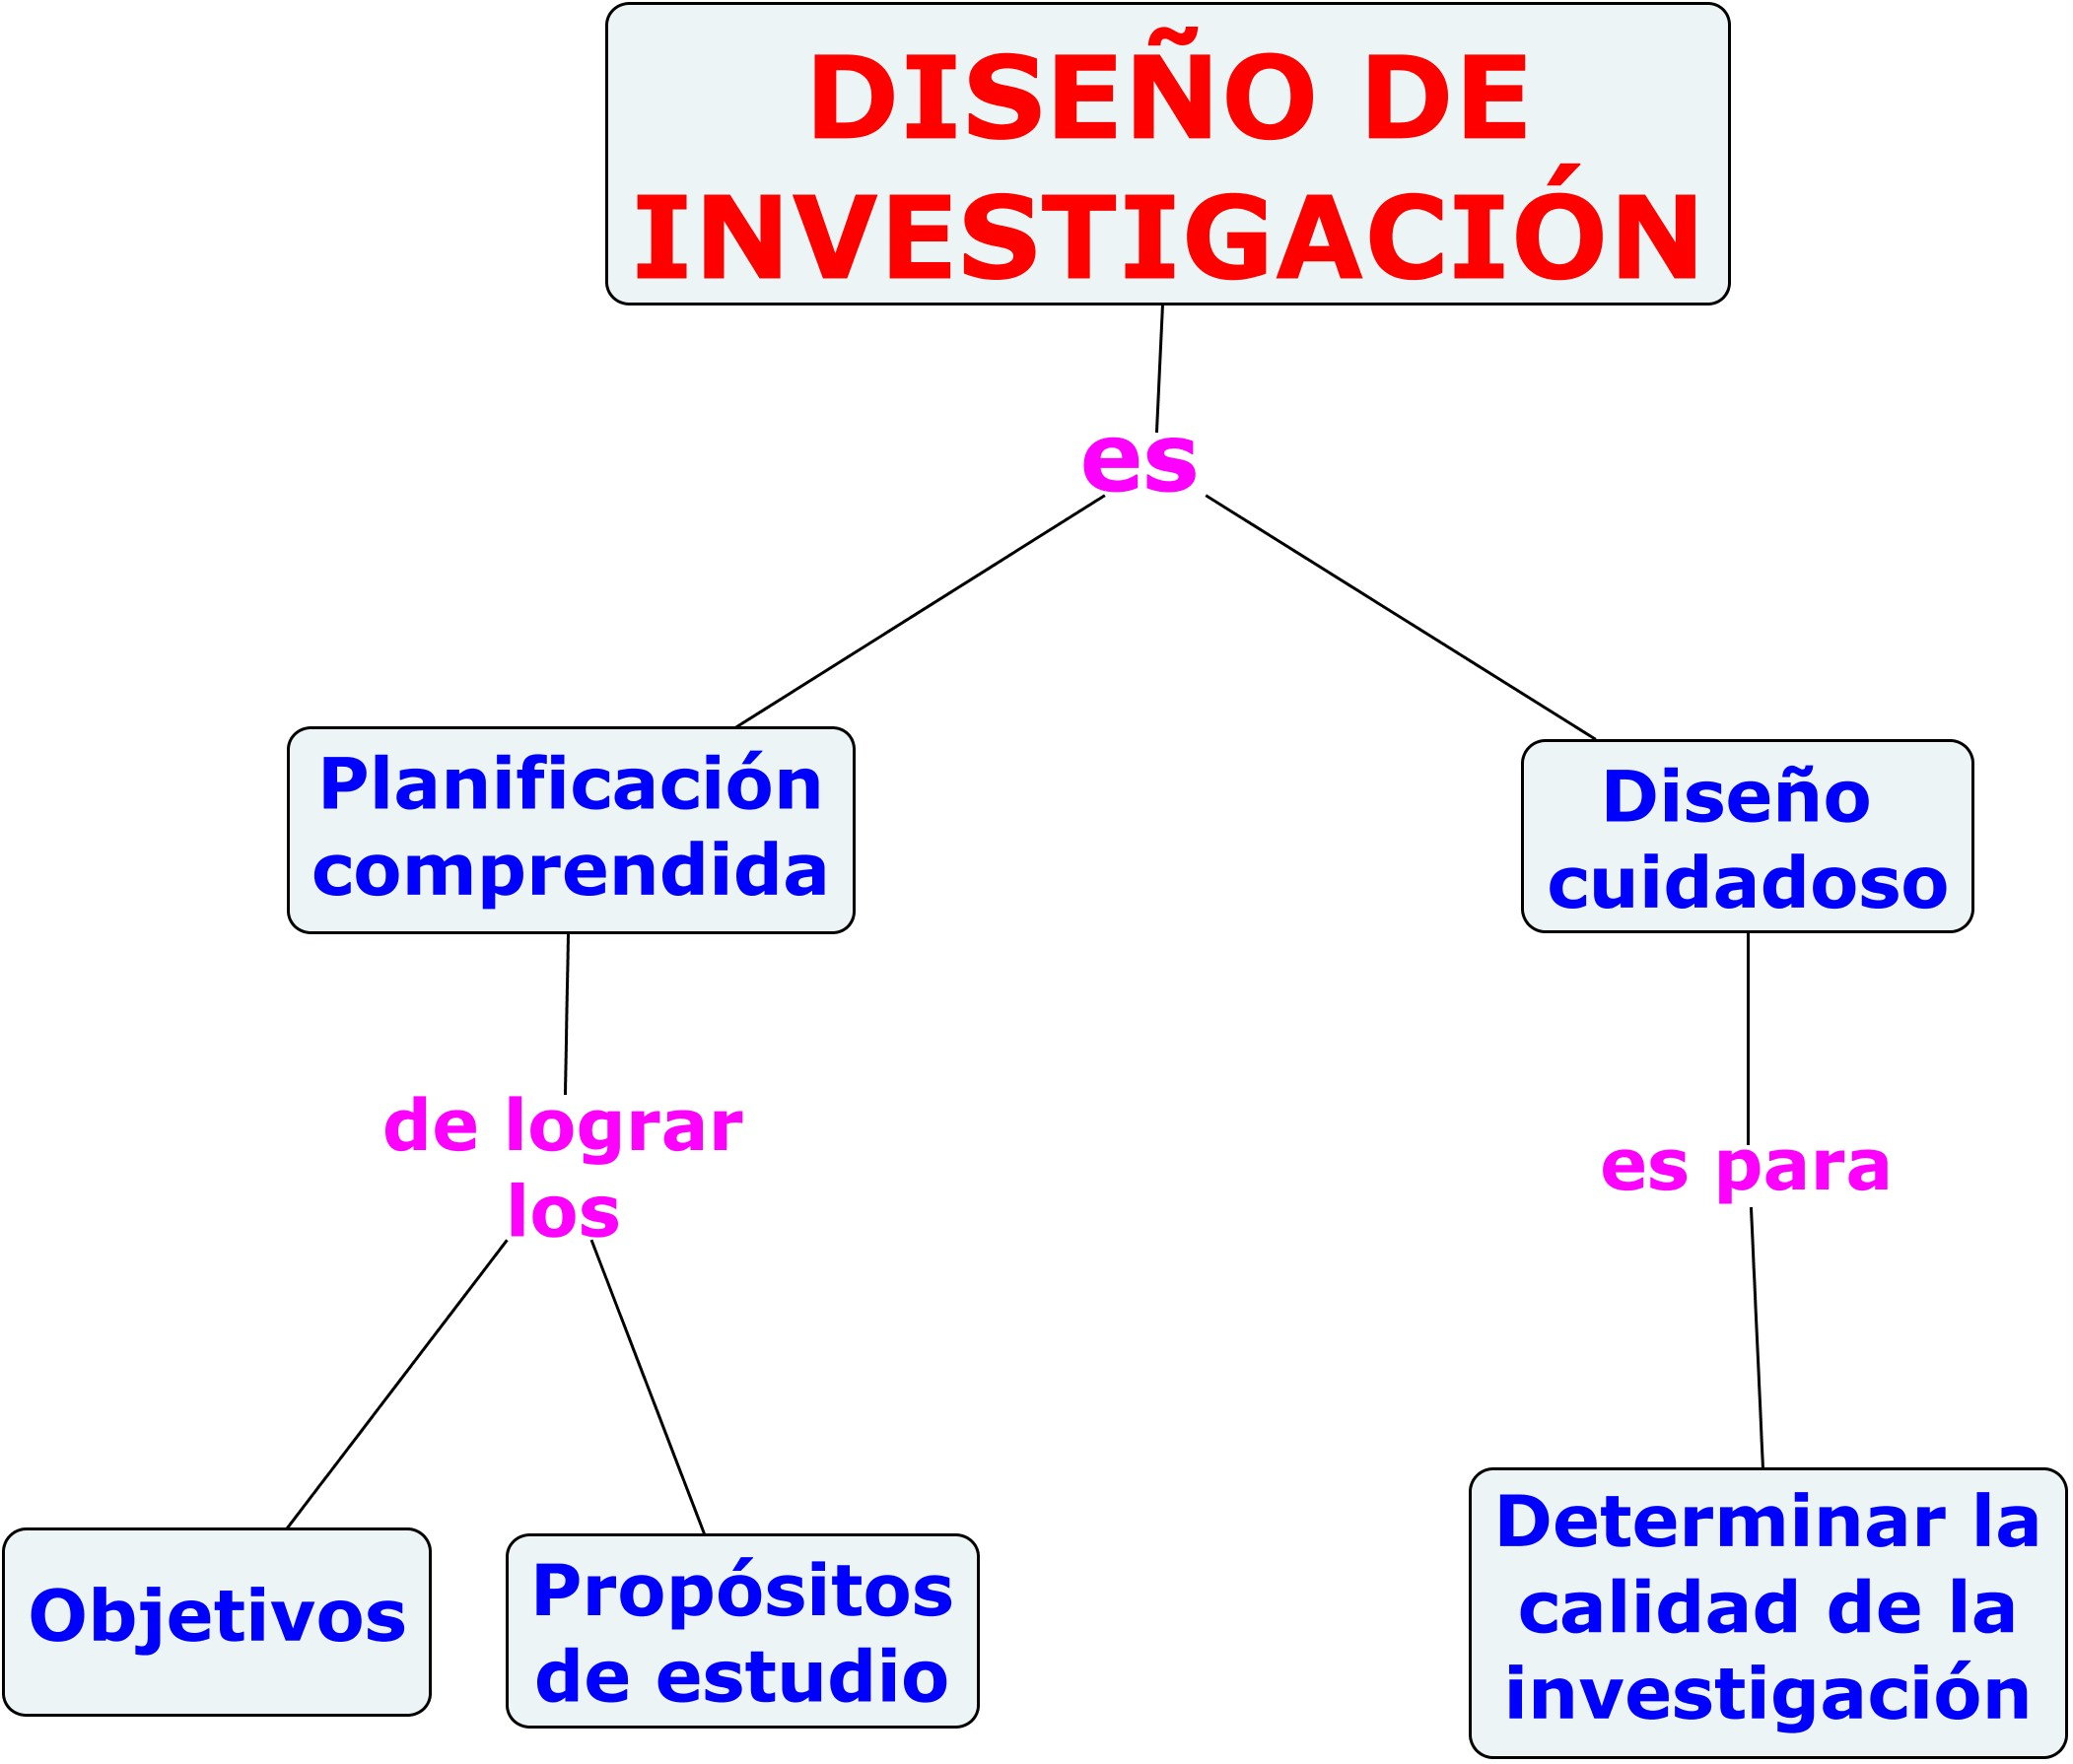 DISEÑO DE
INVESTIGACIÓN
es
Planificación
comprendida
Diseño
cuidadoso
de lograr
los
es para
Objetivos
Propósitos
de estudio
Determinar la
calidad de la
investigación